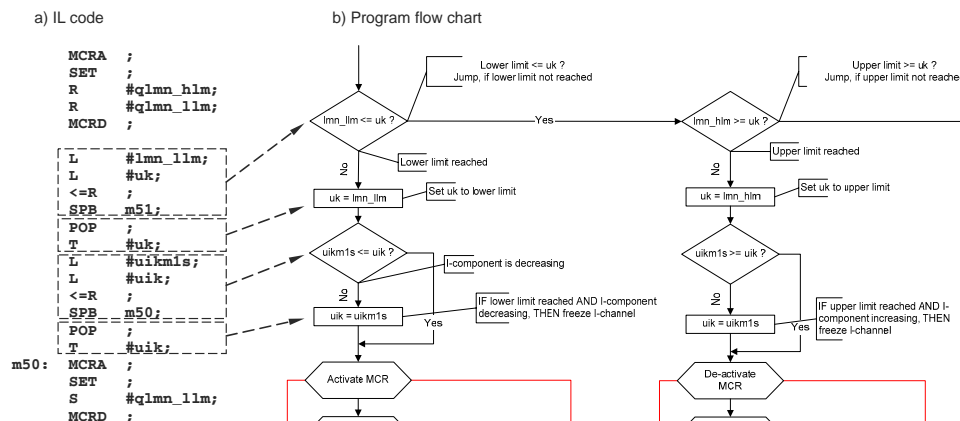 a) IL code
b) Program flow chart
MCRA ;
SET ;
R #qlmn_hlm;
R #qlmn_llm;
MCRD ;
L #lmn_llm;
L #uk;
<=R ;
SPB m51;
POP ;
T #uk;
L #uikm1s;
L #uik;
<=R ;
SPB m50;
POP ;
T #uik;
m50: MCRA ;
SET ;
S #qlmn_llm;
MCRD ;
Lower limit <= uk ?
Jump, if lower limit not reached
lmn_llm <= uk ?
Yes
No
Lower limit reached
uk = lmn_llm
Set uk to lower limit
uikm1s <= uik ?
I-component is decreasing
No
uik = uikm1s
IF lower limit reached AND I-component
decreasing, THEN freeze I-channel
Yes
Activate MCR
Upper limit >= uk ?
Jump, if upper limit not reache
lmn_hlm >= uk ?
No
Upper limit reached
uk = lmn_hlm
Set uk to upper limit
uikm1s >= uik ?
No
uik = uikm1s
IF upper limit reached AND I-
component increasing, THEN
freeze I-channel
Yes
De-activate
MCR